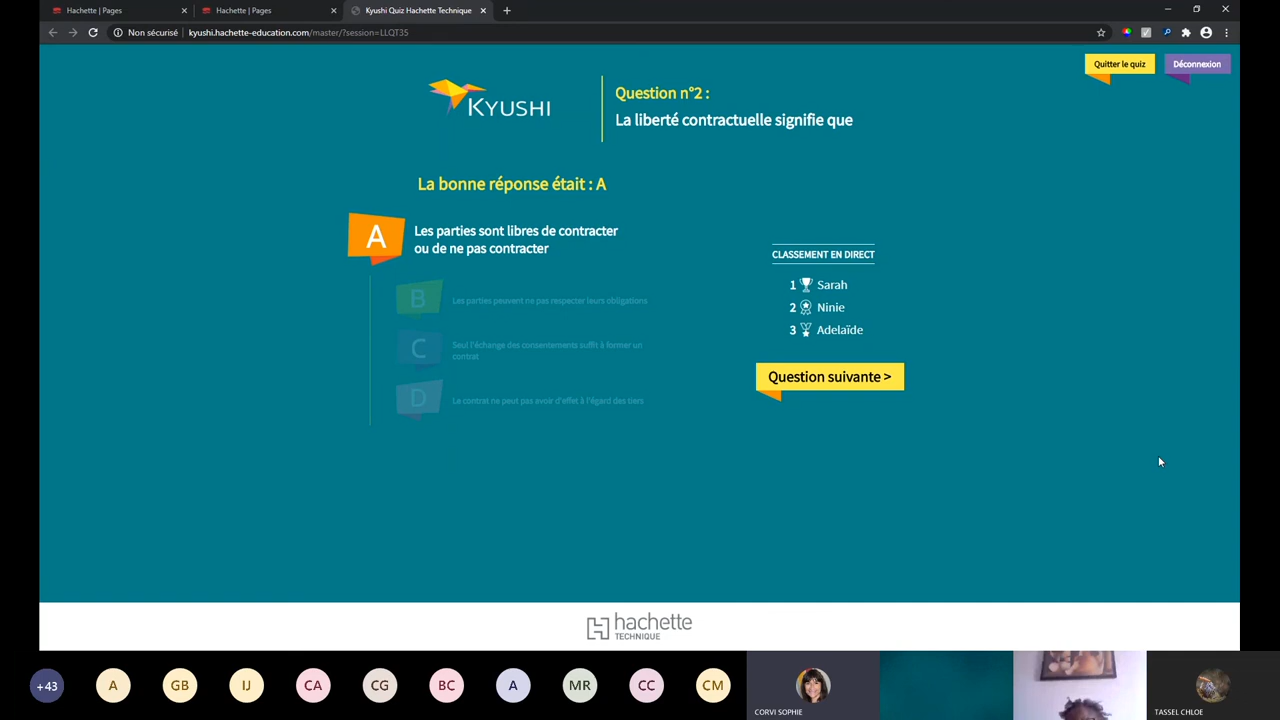 Hachette | Pages
Hachette | Pages
Kyushi Quiz Hachette Technique
Non sécurisé
kyushi.hachette-education.com/master/?session=LLQT35
Quitter le quiz
Déconnexion
KYUSHI
Question n°2 :
La liberté contractuelle signifie que
La bonne réponse était : A
A
Les parties sont libres de contracter
ou de ne pas contracter
B
Les parties peuvent ne pas respecter leurs obligations
C
Seul l'échange des consentements suffit à former un
contrat
D
Le contrat ne peut pas avoir d'effet à l'égard des tiers
CLASSEMENT EN DIRECT
1 Sarah
2 Ninie
3 Adelaïde
Question suivante >
hachette
TECHNIQUE
+43
A
GB
IJ
CA
CG
BC
A
MR
CC
CM
CORVI SOPHIE
TASSEL CHLOE